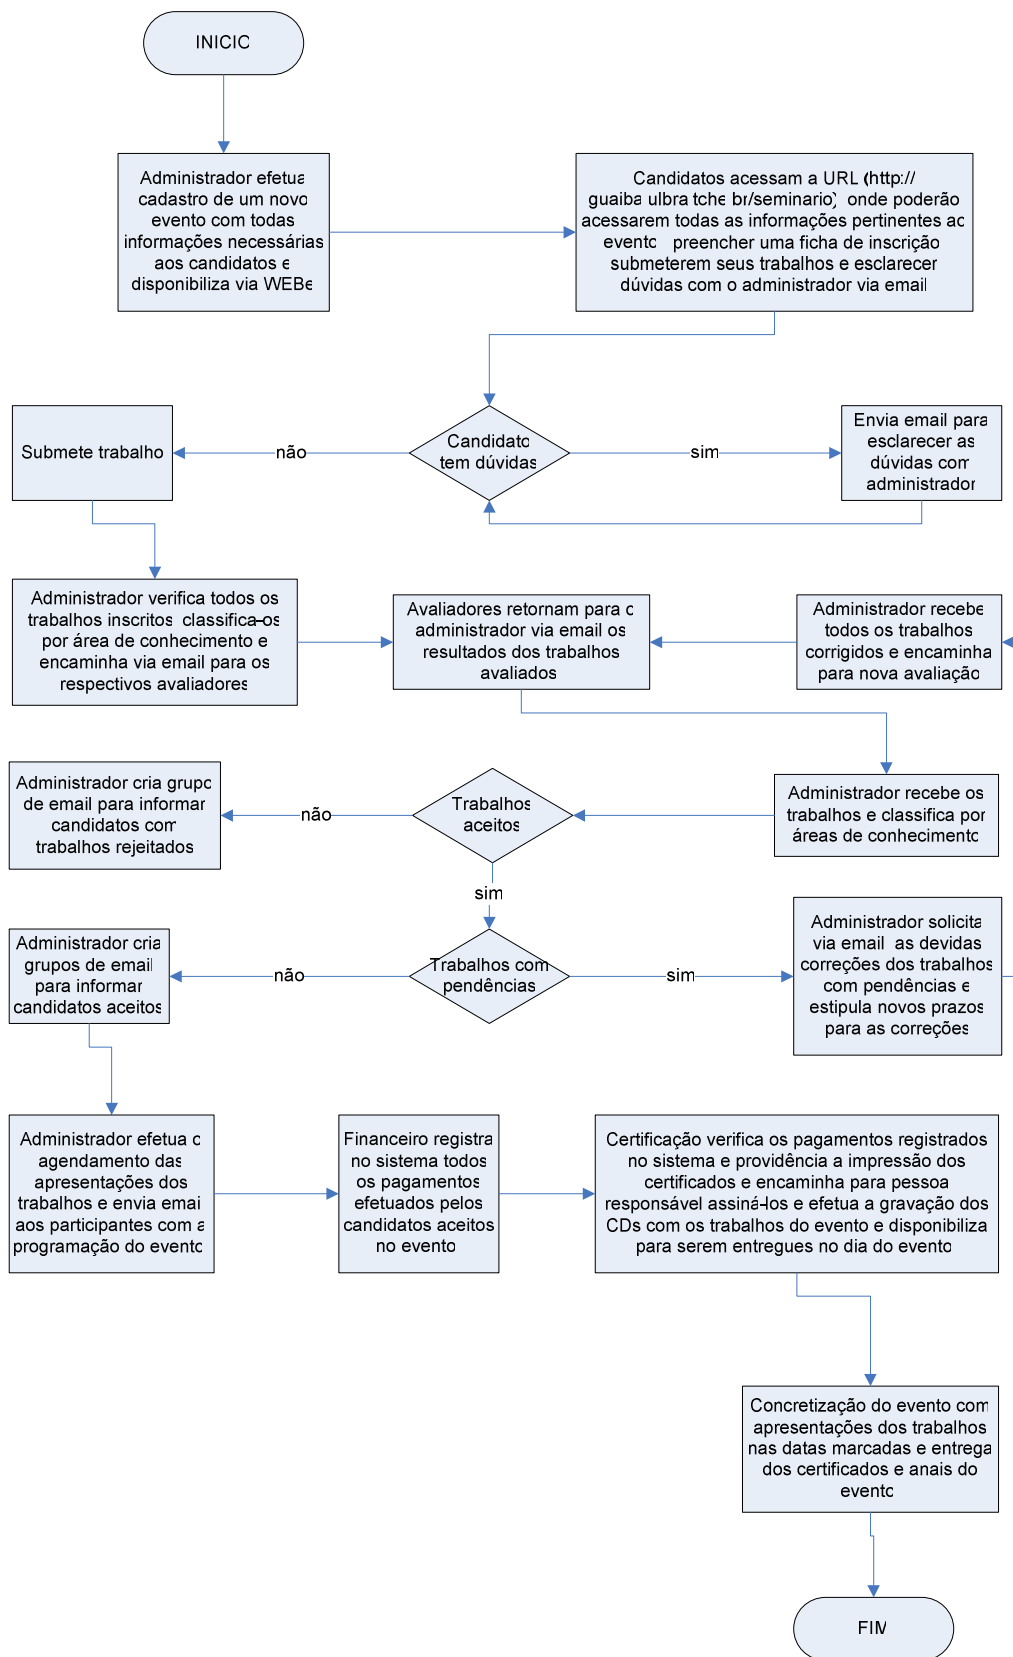 INICIO
Administrador efetua
cadastro de um novo
evento com todas
informações necessárias
aos candidatos e
disponibiliza via WEBe
Candidatos acessam a URL (http://
guaiba ulbra tche br/seminario) onde poderão
acessarem todas as informações pertinentes ao
evento preencher uma ficha de inscrição
submeterem seus trabalhos e esclarecer
dúvidas com o administrador via email
Submete trabalho
não
Candidato
tem dúvidas
sim
Envia email para
esclarecer as
dúvidas com
administrador
Administrador verifica todos os
trabalhos inscritos classifica-os
por área de conhecimento e
encaminha via email para os
respectivos avaliadores
Avaliadores retornam para o
administrador via email os
resultados dos trabalhos
avaliados
Administrador recebe
todos os trabalhos
corrigidos e encaminha
para nova avaliação
Administrador cria grupo
de email para informar
candidatos com
trabalhos rejeitados
não
Trabalhos
aceitos
Administrador recebe os
trabalhos e classifica por
áreas de conhecimento
sim
Administrador cria
grupos de email
para informar
candidatos aceitos
não
Trabalhos com
pendências
sim
Administrador solicita
via email as devidas
correções dos trabalhos
com pendências e
estipula novos prazos
para as correções
Administrador efetua o
agendamento das
apresentações dos
trabalhos e envia email
aos participantes com a
programação do evento
Financeiro registra
no sistema todos
os pagamentos
efetuados pelos
candidatos aceitos
no evento
Certificação verifica os pagamentos registrados
no sistema e providência a impressão dos
certificados e encaminha para pessoa
responsável assiná-los e efetua a gravação dos
CDs com os trabalhos do evento e disponibiliza
para serem entregues no dia do evento
Concretização do evento com
apresentações dos trabalhos
nas datas marcadas e entrega
dos certificados e anais do
evento
FIM